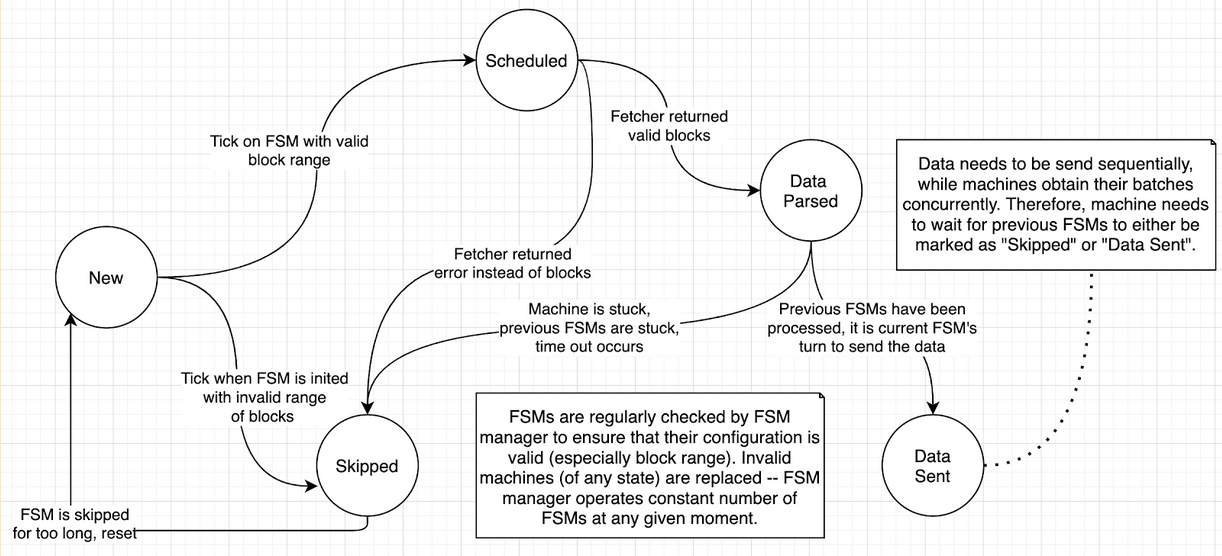 Scheduled
Fetcher returned
valid blocks
Tick on FSM with valid
block range
Data
Parsed
Data needs to be send sequentially,
while machines obtain their batches
concurrently. Therefore, machine needs
to wait for previous FSMs to either be
marked as "Skipped" or "Data Sent".
New
Fetcher returned
error instead of blocks
Machine is stuck,
previous FSMs are stuck,
time out occurs
Previous FSMs have been
processed, it is current FSM's
turn to send the data
Tick when FSM is inited
with invalid range
of blocks
FSMs are regularly checked by FSM
manager to ensure that their configuration is
valid (especially block range). Invalid
machines (of any state) are replaced -- FSM
manager operates constant number of
FSMs at any given moment.
Skipped
Data
Sent
FSM is skipped
for too long, reset